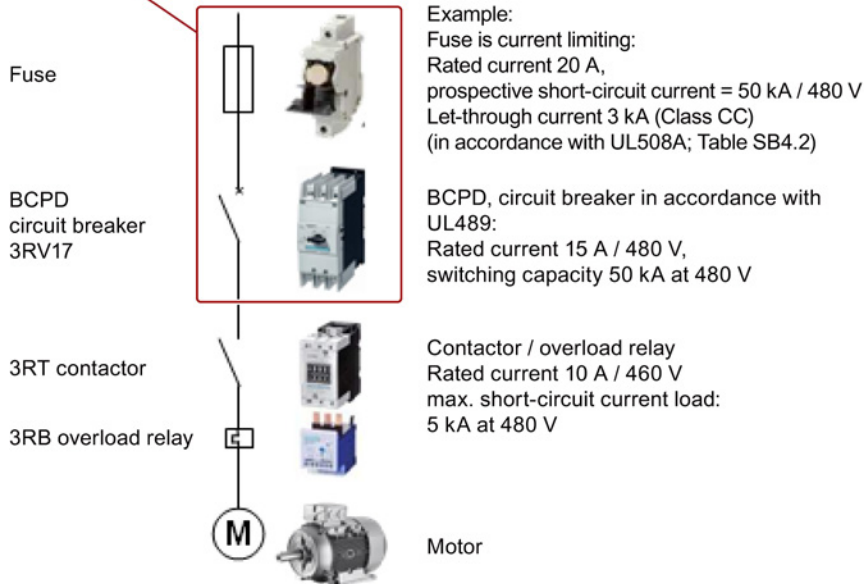 Fuse
Example:
Fuse is current limiting:
Rated current 20 A,
prospective short-circuit current = 50 kA / 480 V
Let-through current 3 kA (Class CC)
(in accordance with UL508A; Table SB4.2)
BCPD
circuit breaker
3RV17
BCPD, circuit breaker in accordance with
UL489:
Rated current 15 A / 480 V,
switching capacity 50 kA at 480 V
3RT contactor
3RB overload relay
Contactor / overload relay
Rated current 10 A / 460 V
max. short-circuit current load:
5 kA at 480 V
M
Motor